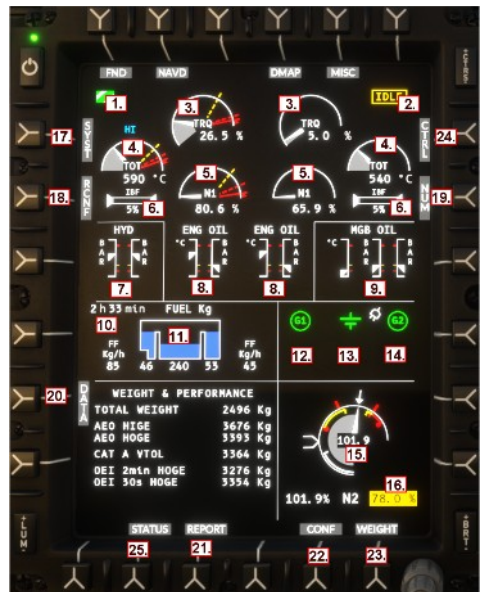 FND NAVD DMAP MISC
+CTRS
1. 3. 3. IDLE 2.
17. SYST HI TRQ 26.5 % TRQ 5.0 % CTRL 24.
4. 4.
TOT 590 °C TOT 540 °C
18. RCNF IBF 5% 6. 5. N1 80.6 % 5. N1 65.9 % IBF 5% 6. NUM 19.
HYD ENG OIL ENG OIL MGB OIL
BAR BAR °C BAR °C BAR °C BAR BAR
7. 8. 8. 9.
2 h 33 min FUEL Kg
10. 11. G1 G2
FF Kg/h 85 46 240 53 FF Kg/h 45
12. 13. 14.
20. DATA WEIGHT & PERFORMANCE
TOTAL WEIGHT 2496 Kg
AEO HIGE 3676 Kg
AEO HOGE 3393 Kg
CAT A VTOL 3364 Kg
OEI 2min HOGE 3276 Kg
OEI 30s HOGE 3354 Kg
101.9
15.
16.
101.9% N2 78.0 %
+LUM-
+BRT-
STATUS REPORT CONF WEIGHT
25. 21. 22. 23.